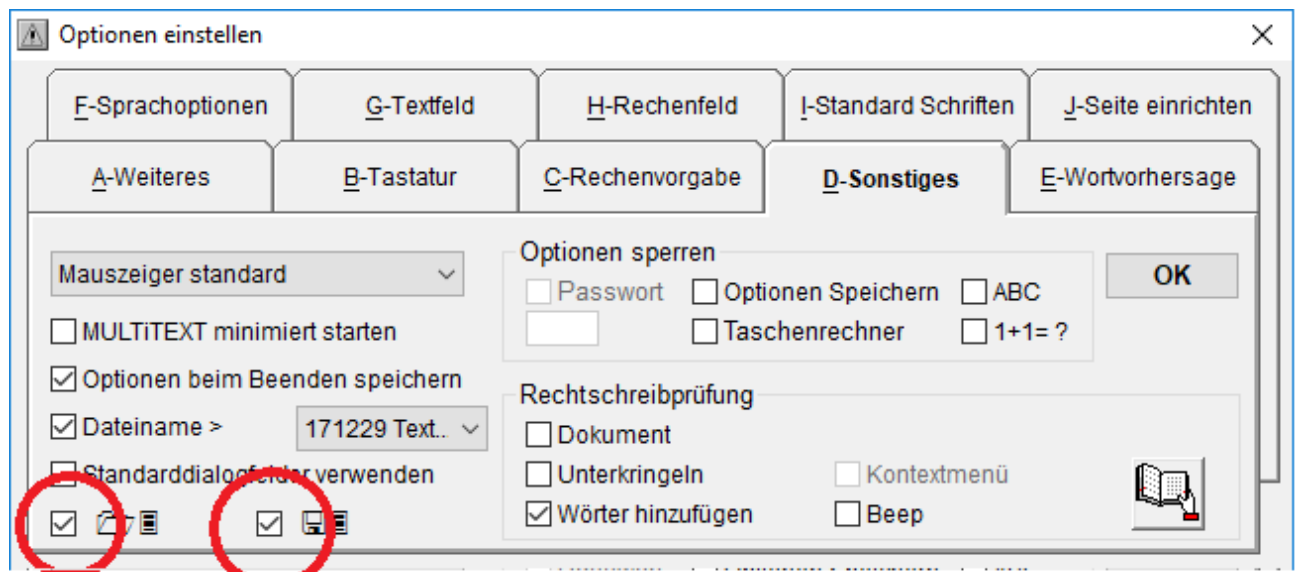 Optionen einstellen
F-Sprachoptionen G-Textfeld H-Rechenfeld I-Standard Schriften J-Seite einrichten
A-Weiteres B-Tastatur C-Rechenvorgabe D-Sonstiges E-Wortvorhersage
Mauszeiger standard
MULTiTEXT minimiert starten
Optionen beim Beenden speichern
Dateiname > 171229 Text..
Standarddialogfelder verwenden
Optionen sperren
Passwort Optionen Speichern ABC
Taschenrechner 1+1= ?
OK
Rechtschreibprüfung
Dokument
Unterkringeln Kontextmenü
Wörter hinzufügen Beep